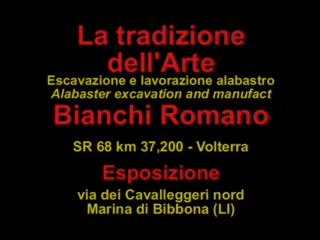 La tradizione
dell'Arte
Escavazione e lavorazione alabastro
Alabaster excavation and manufact
Bianchi Romano
SR 68 km 37,200 - Volterra
Esposizione
via dei Cavalleggeri nord
Marina di Bibbona (LI)